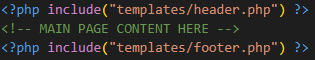 <?php include("templates/header.php") ?>
<!-- MAIN PAGE CONTENT HERE -->
<?php include("templates/footer.php") ?>